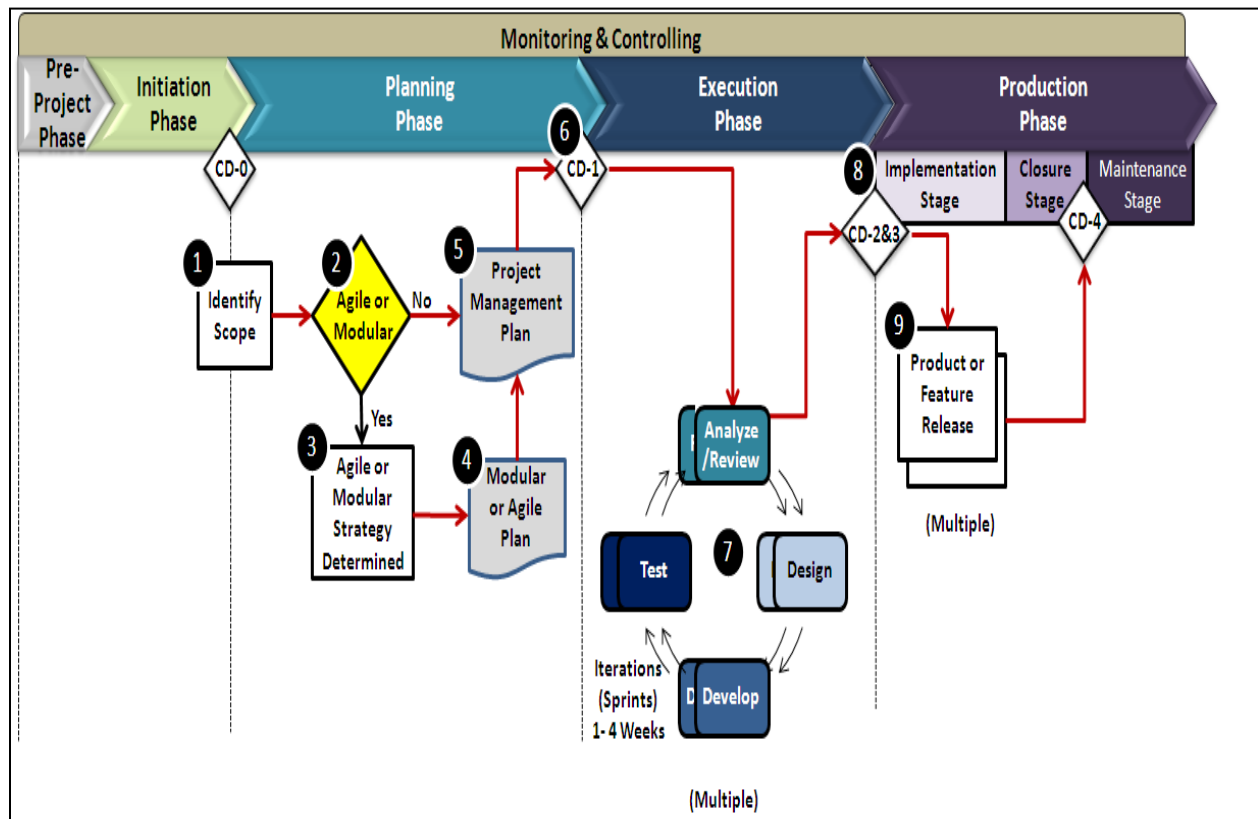 Monitoring & Controlling
Pre-
Project
Phase
Initiation
Phase
Planning
Phase
Execution
Phase
Production
Phase
Implementation
Stage
Closure
Stage
Maintenance
Stage
CD-0
6
CD-1
8
CD-2&3
CD-4
1
Identify
Scope
2
Agile or
Modular
No
Yes
5
Project
Management
Plan
3
Agile or
Modular
Strategy
Determined
4
Modular
or Agile
Plan
Analyze
/Review
7
Test
Design
D
Develop
Iterations
(Sprints)
1- 4 Weeks
(Multiple)
9
Product or
Feature
Release
(Multiple)